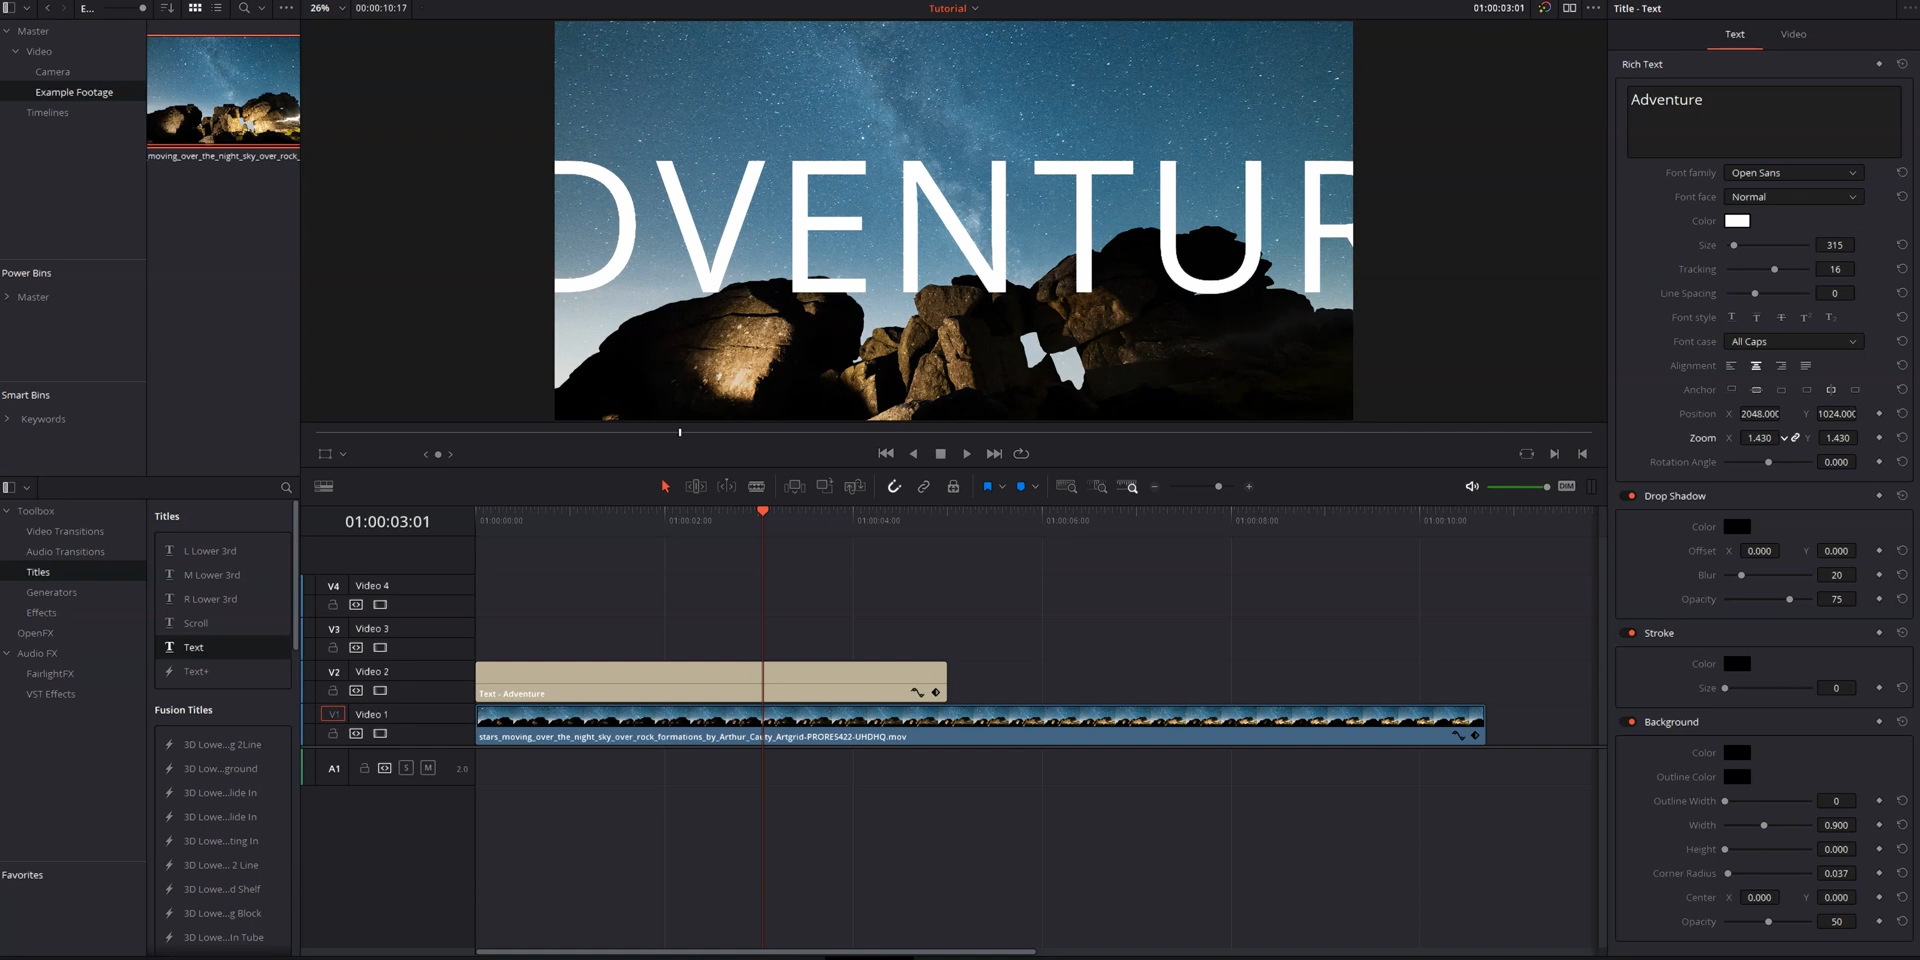 E...
26%
00:00:10:17
Tutorial
01:00:03:01
Title - Text
Master
Video
Camera
Example Footage
Timelines
moving_over_the_night_sky_over_rock_
Power Bins
Master
Smart Bins
Keywords
DVENTUR
Text
Video
Rich Text
Adventure
Font family
Open Sans
Font face
Normal
Color
Size
315
Tracking
16
Line Spacing
0
Font style
T T T T² T₂
Font case
All Caps
Alignment
Anchor
Position X 2048.000 Y 1024.000
Zoom X 1.430 Y 1.430
Rotation Angle 0.000
Drop Shadow
Color
Offset X 0.000 Y 0.000
Blur 20
Opacity 75
Stroke
Color
Size 0
Background
Color
Outline Color
Outline Width 0
Width 0.900
Height 0.000
Corner Radius 0.037
Center X 0.000 Y 0.000
Opacity 50
Toolbox
Video Transitions
Audio Transitions
Titles
Generators
Effects
OpenFX
Audio FX
FairlightFX
VST Effects
Favorites
Titles
L Lower 3rd
M Lower 3rd
R Lower 3rd
Scroll
Text
Text+
Fusion Titles
3D Lowe...g 2Line
3D Low...ground
3D Lowe...lide In
3D Lowe...lide In
3D Lowe...ting In
3D Lowe... 2 Line
3D Lowe...d Shelf
3D Lowe...g Block
3D Lowe...In Tube
DIM
01:00:03:01
01:00:00:00
01:00:02:00
01:00:04:00
01:00:06:00
01:00:08:00
01:00:10:00
V4 Video 4
V3 Video 3
V2 Video 2
Text - Adventure
V1 Video 1
stars_moving_over_the_night_sky_over_rock_formations_by_Arthur_Cauty_Artgrid-PRORES422-UHDHQ.mov
A1 S M 2.0